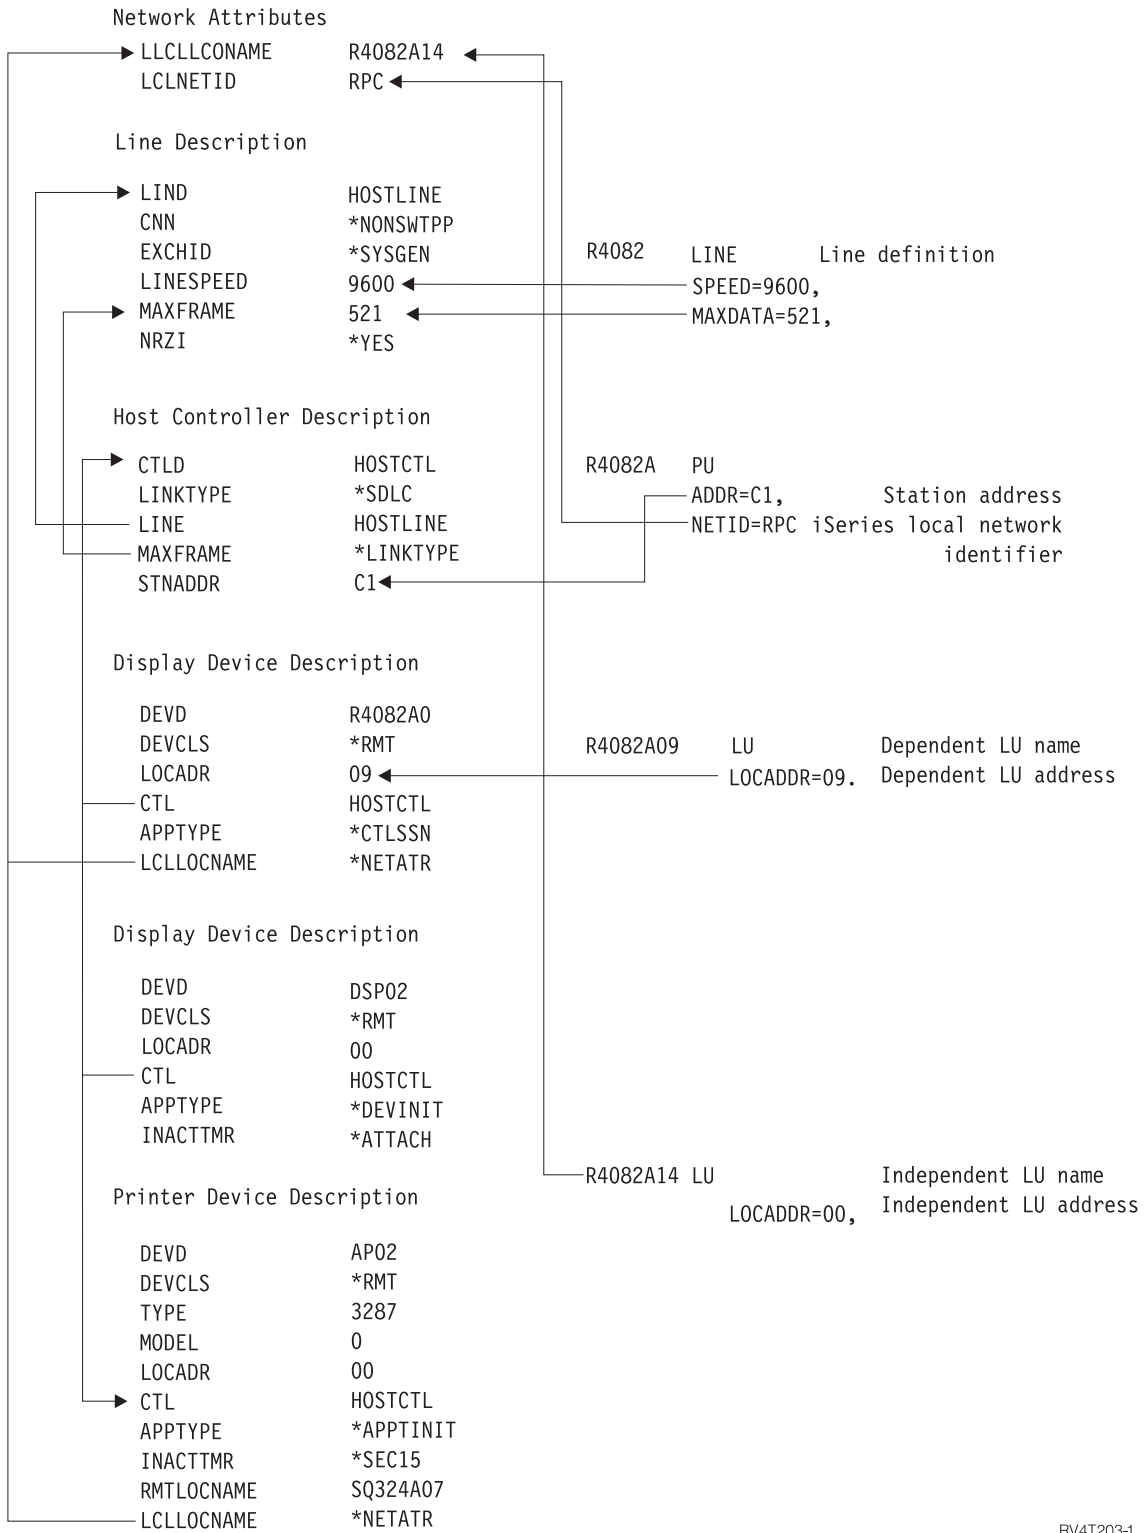 Network Attributes
LLCLLCONAME R4082A14
LCLNETID RPC
Line Description
LIND HOSTLINE
CNN *NONSWTPP
EXCHID *SYSGEN R4082 LINE Line definition
LINESPEED 9600 SPEED=9600,
MAXFRAME 521 MAXDATA=521,
NRZI *YES
Host Controller Description
CTLD HOSTCTL R4082A PU
LINKTYPE *SDLC ADDR=C1, Station address
LINE HOSTLINE NETID=RPC iSeries local network
MAXFRAME *LINKTYPE identifier
STNADDR C1
Display Device Description
DEVD R4082A0
DEVCLS *RMT R4082A09 LU Dependent LU name
LOCADR 09 LOCADDR=09. Dependent LU address
CTL HOSTCTL
APPTYPE *CTLSSN
LCLLOCNAME *NETATR
Display Device Description
DEVD DSP02
DEVCLS *RMT
LOCADR 00
CTL HOSTCTL
APPTYPE *DEVINIT
INACTTMR *ATTACH
R4082A14 LU Independent LU name
Printer Device Description
LOCADDR=00, Independent LU address
DEVD AP02
DEVCLS *RMT
TYPE 3287
MODEL 0
LOCADR 00
CTL HOSTCTL
APPTYPE *APPTINIT
INACTTMR *SEC15
RMTLOCNAME SQ324A07
LCLLOCNAME *NETATR
RV4T203-1